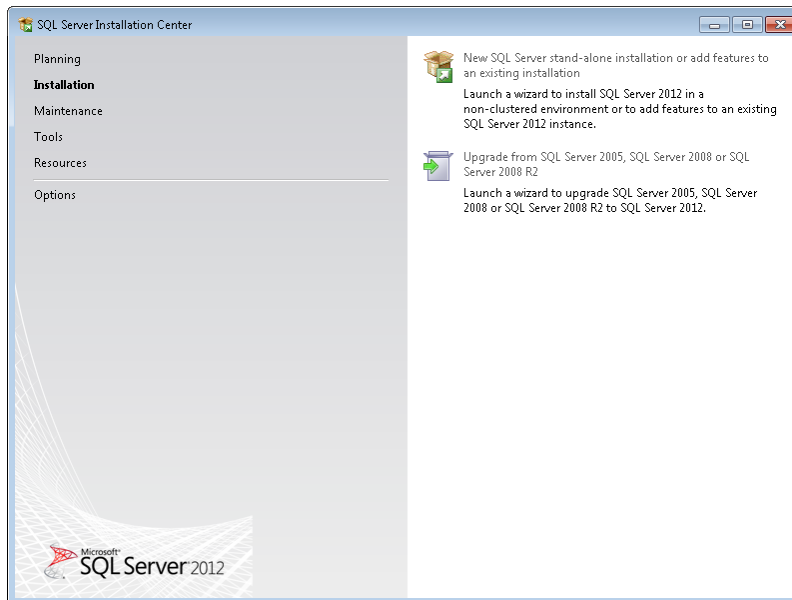 SQL Server Installation Center
Planning
Installation
Maintenance
Tools
Resources
Options
New SQL Server stand-alone installation or add features to
an existing installation
Launch a wizard to install SQL Server 2012 in a
non-clustered environment or to add features to an existing
SQL Server 2012 instance.
Upgrade from SQL Server 2005, SQL Server 2008 or SQL
Server 2008 R2
Launch a wizard to upgrade SQL Server 2005, SQL Server
2008 or SQL Server 2008 R2 to SQL Server 2012.
Microsoft®
SQL Server 2012